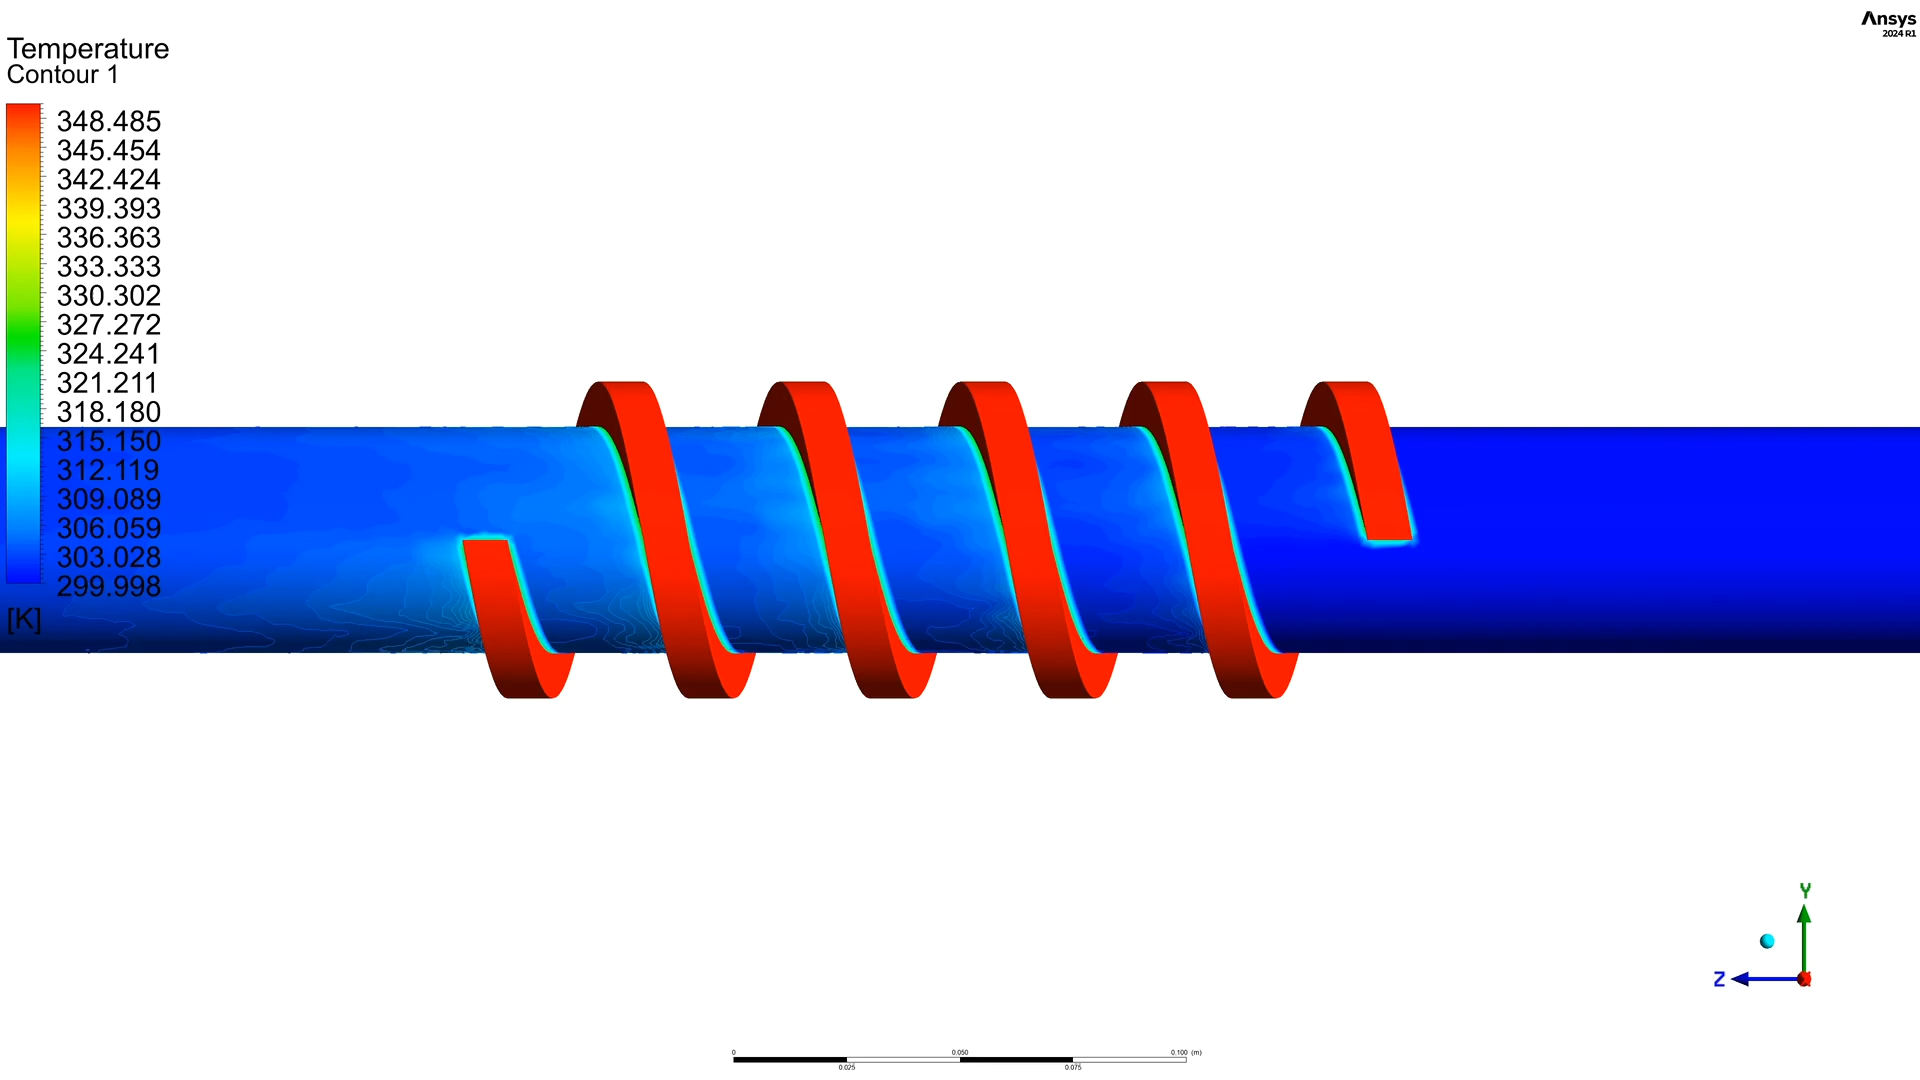 Ansys
2024 R1
Temperature
Contour 1
348.485
345.454
342.424
339.393
336.363
333.333
330.302
327.272
324.241
321.211
318.180
315.150
312.119
309.089
306.059
303.028
299.998
[K]
Y
Z
0 0.050 0.100 (m)
0.025 0.075